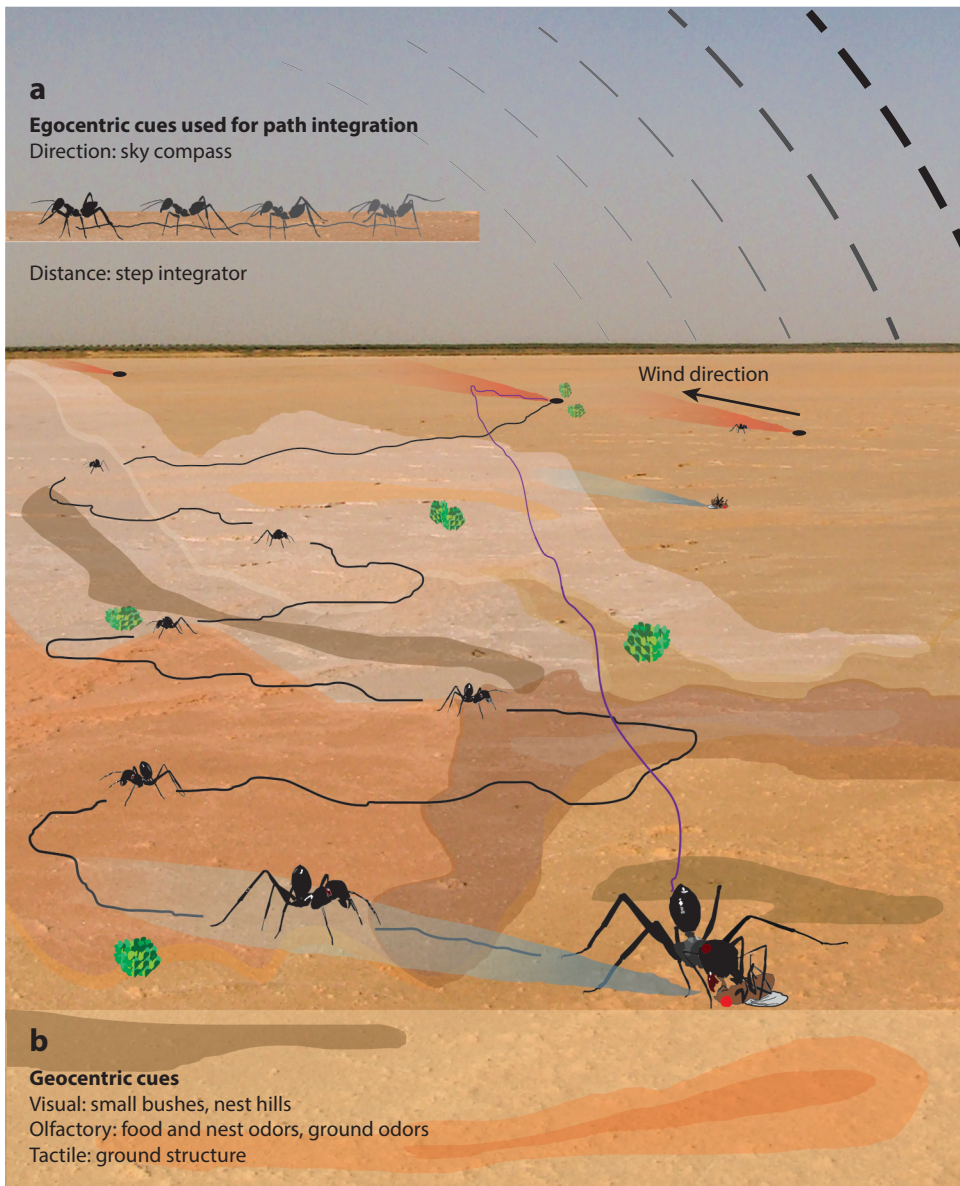 a
Egocentric cues used for path integration
Direction: sky compass
Distance: step integrator
Wind direction
b
Geocentric cues
Visual: small bushes, nest hills
Olfactory: food and nest odors, ground odors
Tactile: ground structure